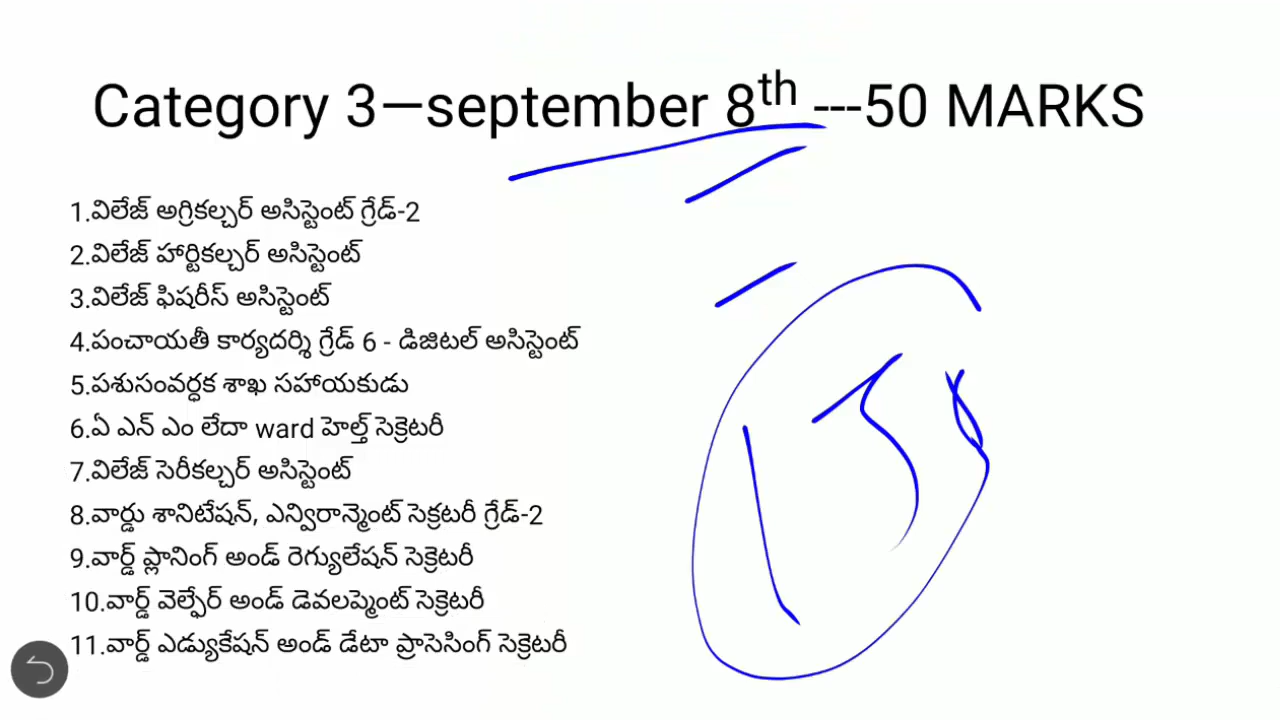 Category 3—september 8th ---50 MARKS
1.విలేజ్ అగ్రికల్చర్ అసిస్టెంట్ గ్రేడ్-2
2.విలేజ్ హార్టికల్చర్ అసిస్టెంట్
3.విలేజ్ ఫిషరీస్ అసిస్టెంట్
4.పంచాయతీ కార్యదర్శి గ్రేడ్ 6 - డిజిటల్ అసిస్టెంట్
5.పశుసంవర్ధక శాఖ సహాయకుడు
6.ఏ ఎన్ ఎం లేదా ward హెల్త్ సెక్రెటరీ
7.విలేజ్ సెరీకల్చర్ అసిస్టెంట్
8.వార్డు శానిటేషన్, ఎన్విరాన్మెంట్ సెక్రటరీ గ్రేడ్-2
9.వార్డ్ ప్లానింగ్ అండ్ రెగ్యులేషన్ సెక్రెటరీ
10.వార్డ్ వెల్ఫేర్ అండ్ డెవలప్మెంట్ సెక్రెటరీ
11.వార్డ్ ఎడ్యుకేషన్ అండ్ డేటా ప్రాసెసింగ్ సెక్రెటరీ